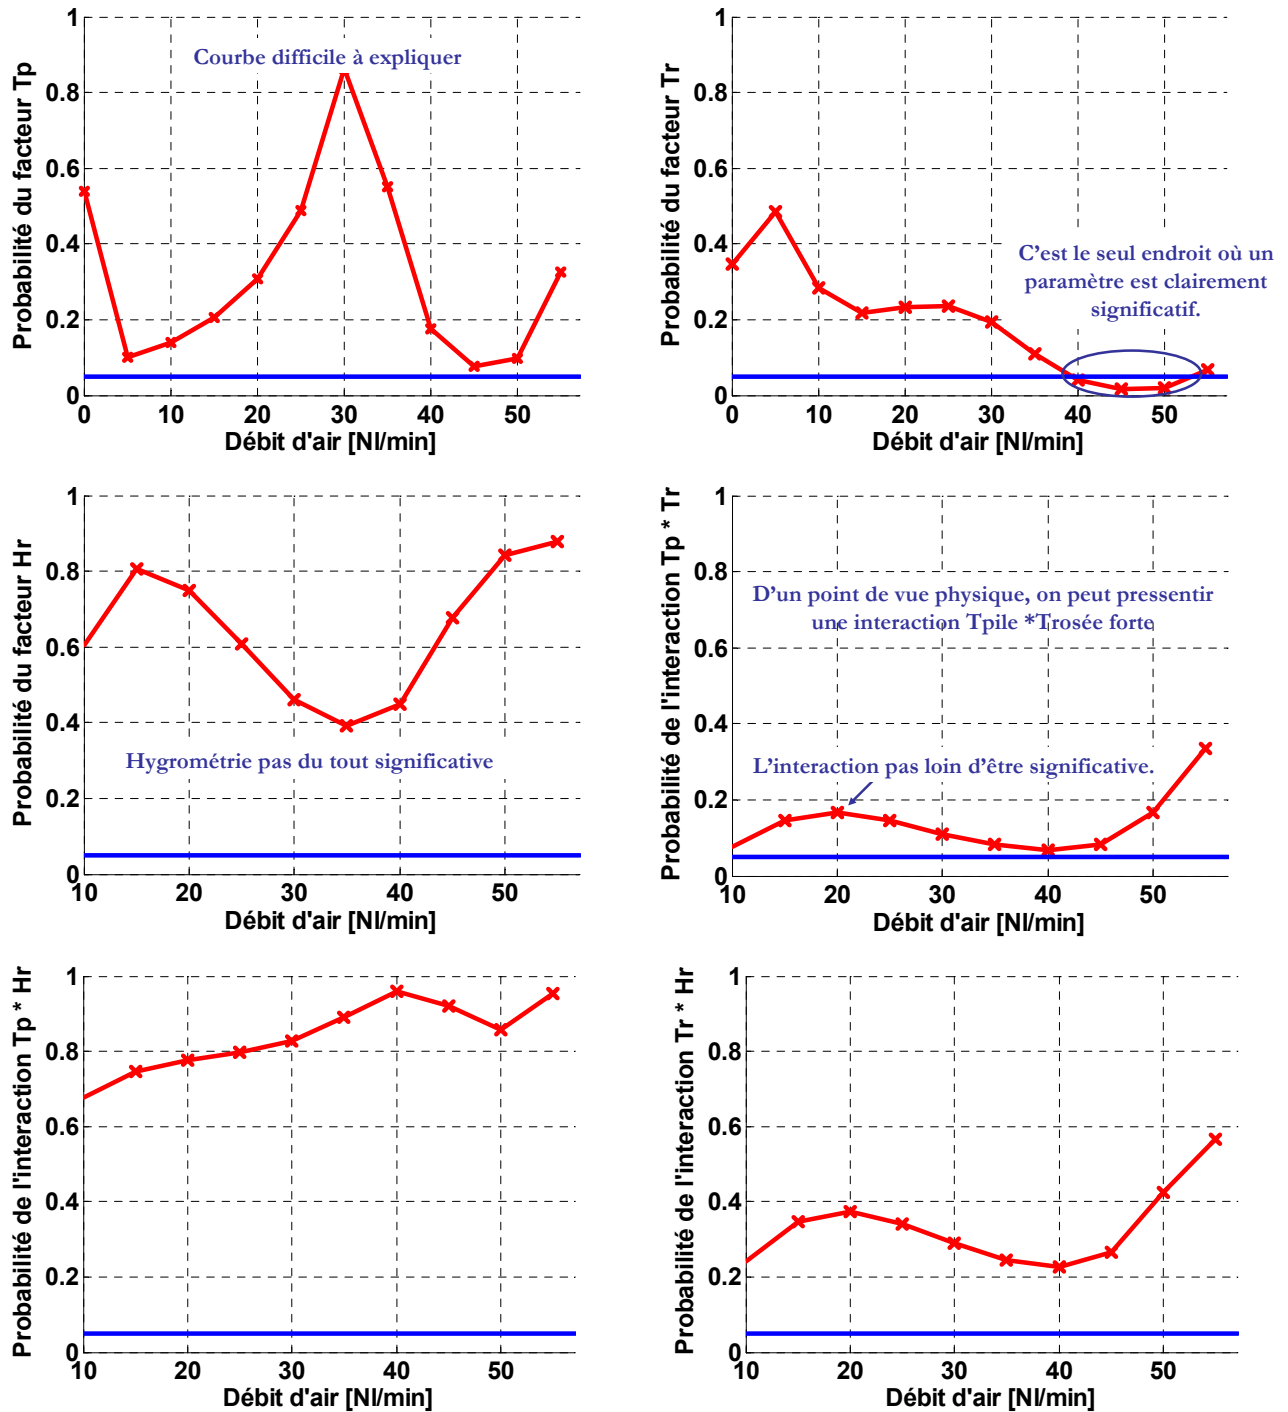 Probabilité du facteur Tp
1
0.8
0.6
0.4
0.2
0
Courbe difficile à expliquer
0 10 20 30 40 50
Débit d'air [Nl/min]
Probabilité du facteur Tr
1
0.8
0.6
0.4
0.2
0
C'est le seul endroit où un
paramètre est clairement
significatif.
0 10 20 30 40 50
Débit d'air [Nl/min]
Probabilité du facteur Hr
1
0.8
0.6
0.4
0.2
0
Hygrométrie pas du tout significative
10 20 30 40 50
Débit d'air [Nl/min]
Probabilité de l'interaction Tp * Tr
1
0.8
0.6
0.4
0.2
0
D'un point de vue physique, on peut pressentir
une interaction Tpile *Trosée forte
L'interaction pas loin d'être significative.
10 20 30 40 50
Débit d'air [Nl/min]
Probabilité de l'interaction Tp * Hr
1
0.8
0.6
0.4
0.2
0
10 20 30 40 50
Débit d'air [Nl/min]
Probabilité de l'interaction Tr * Hr
1
0.8
0.6
0.4
0.2
0
10 20 30 40 50
Débit d'air [Nl/min]